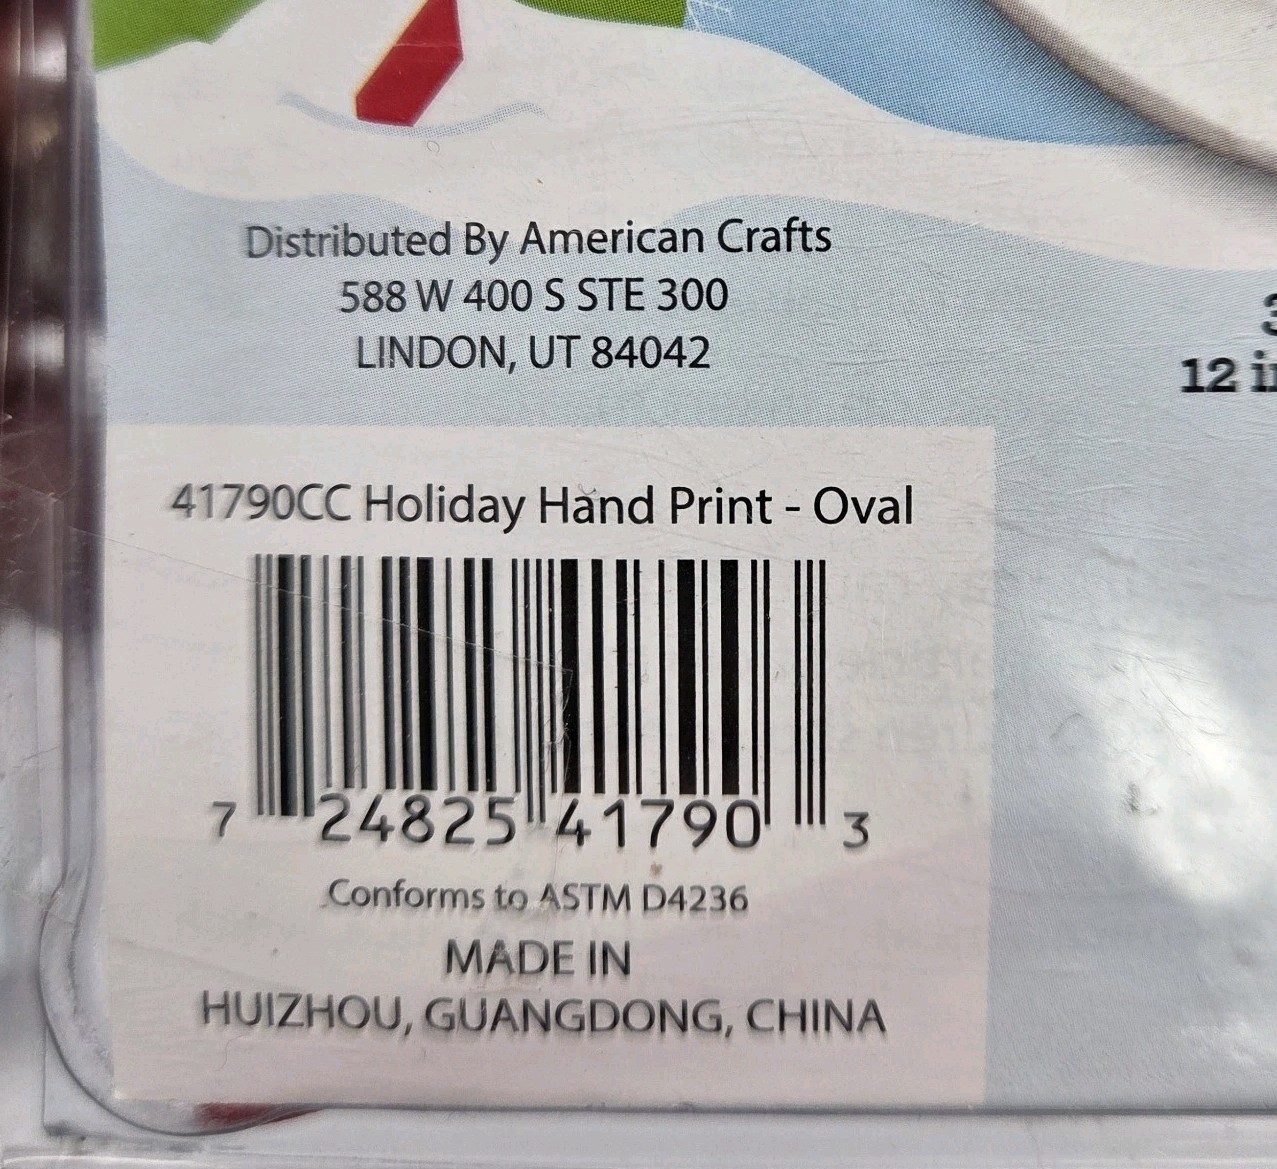 Distributed By American Crafts
588 W 400 S STE 300
LINDON, UT 84042
12
41790CC Holiday Hand Print - Oval
7 24825 41790 3
Conforms to ASTM D4236
MADE IN
HUIZHOU, GUANGDONG, CHINA